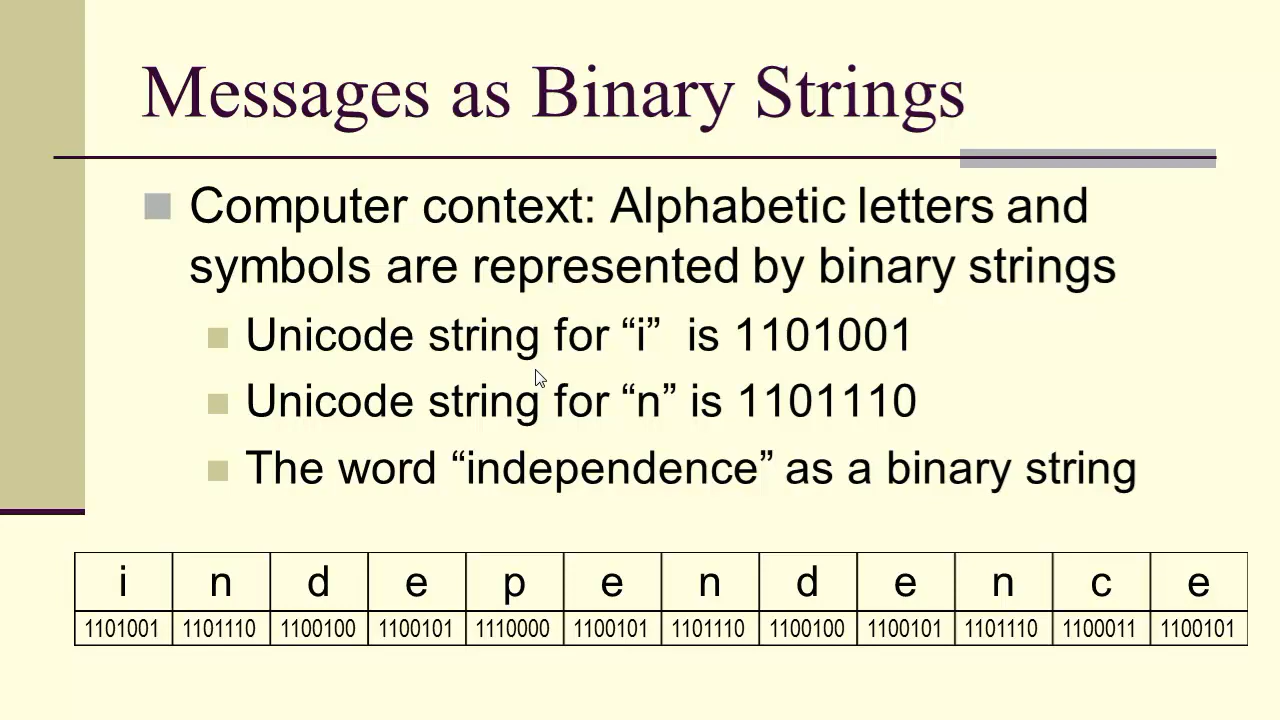 Messages as Binary Strings
Computer context: Alphabetic letters and
symbols are represented by binary strings
Unicode string for “i” is 1101001
Unicode string for “n” is 1101110
The word “independence” as a binary string
i n d e p e n d e n c e
1101001 1101110 1100100 1100101 1110000 1100101 1101110 1100100 1100101 1101110 1100011 1100101